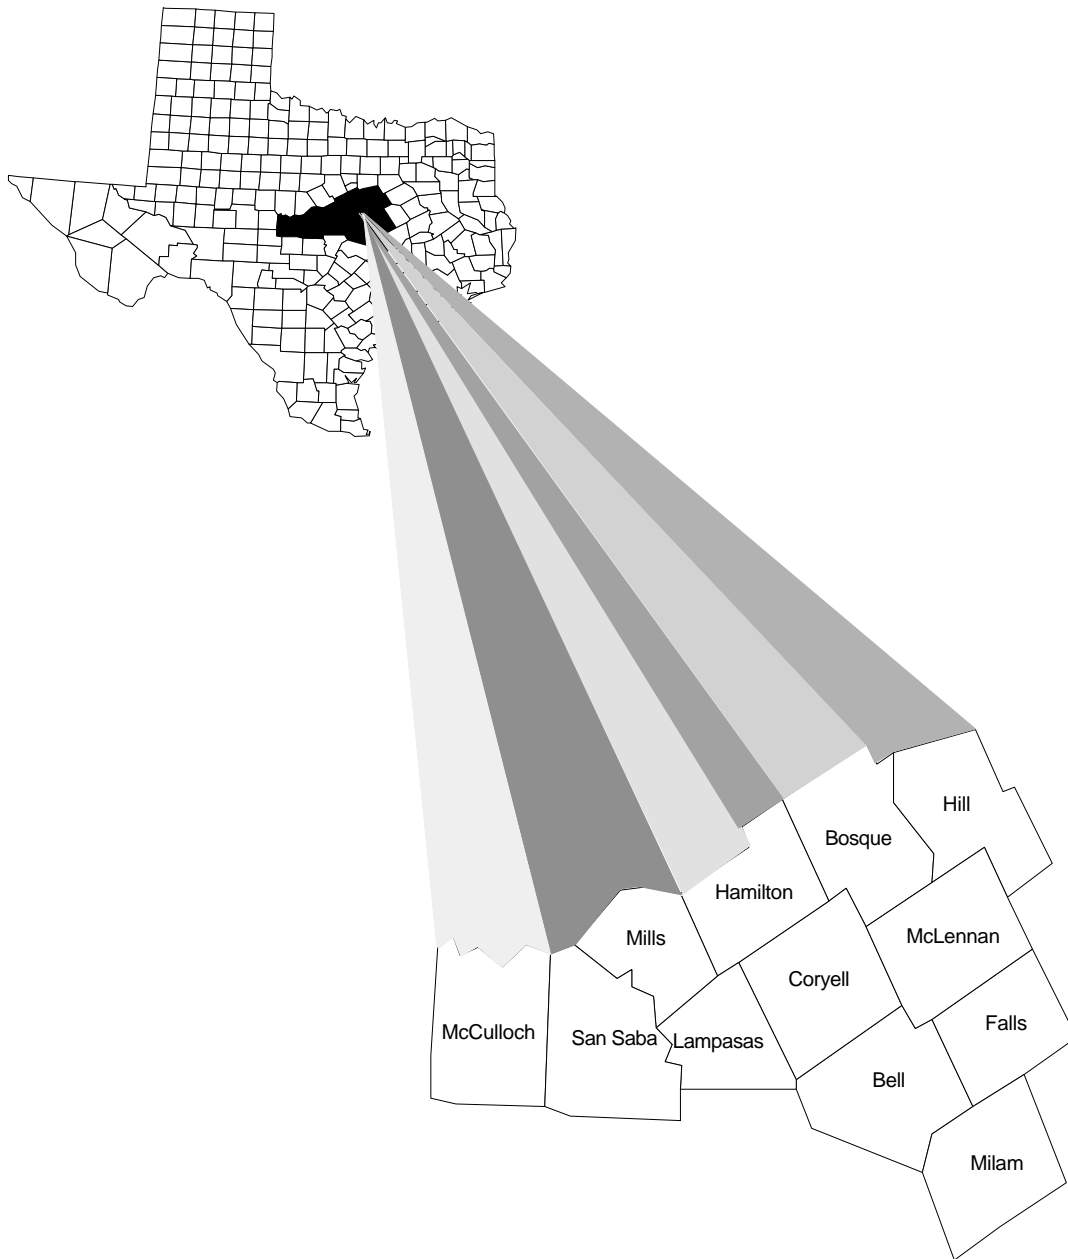 Hill
Bosque
Hamilton
McLennan
Mills
Coryell
Falls
McCulloch
San Saba
Lampasas
Bell
Milam